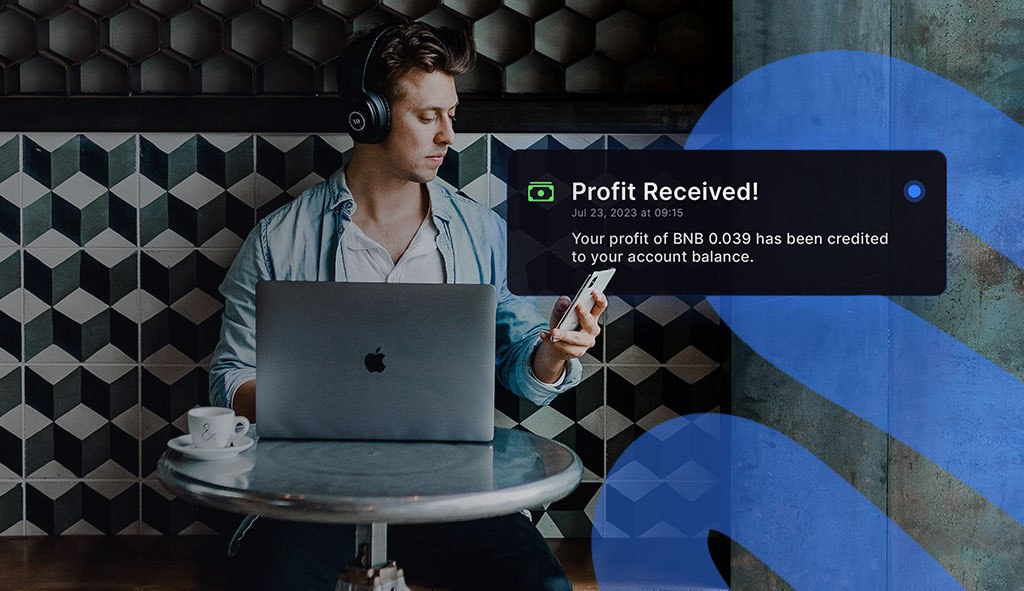 Profit Received!
Jul 23, 2023 at 09:15
Your profit of BNB 0.039 has been credited
to your account balance.
&